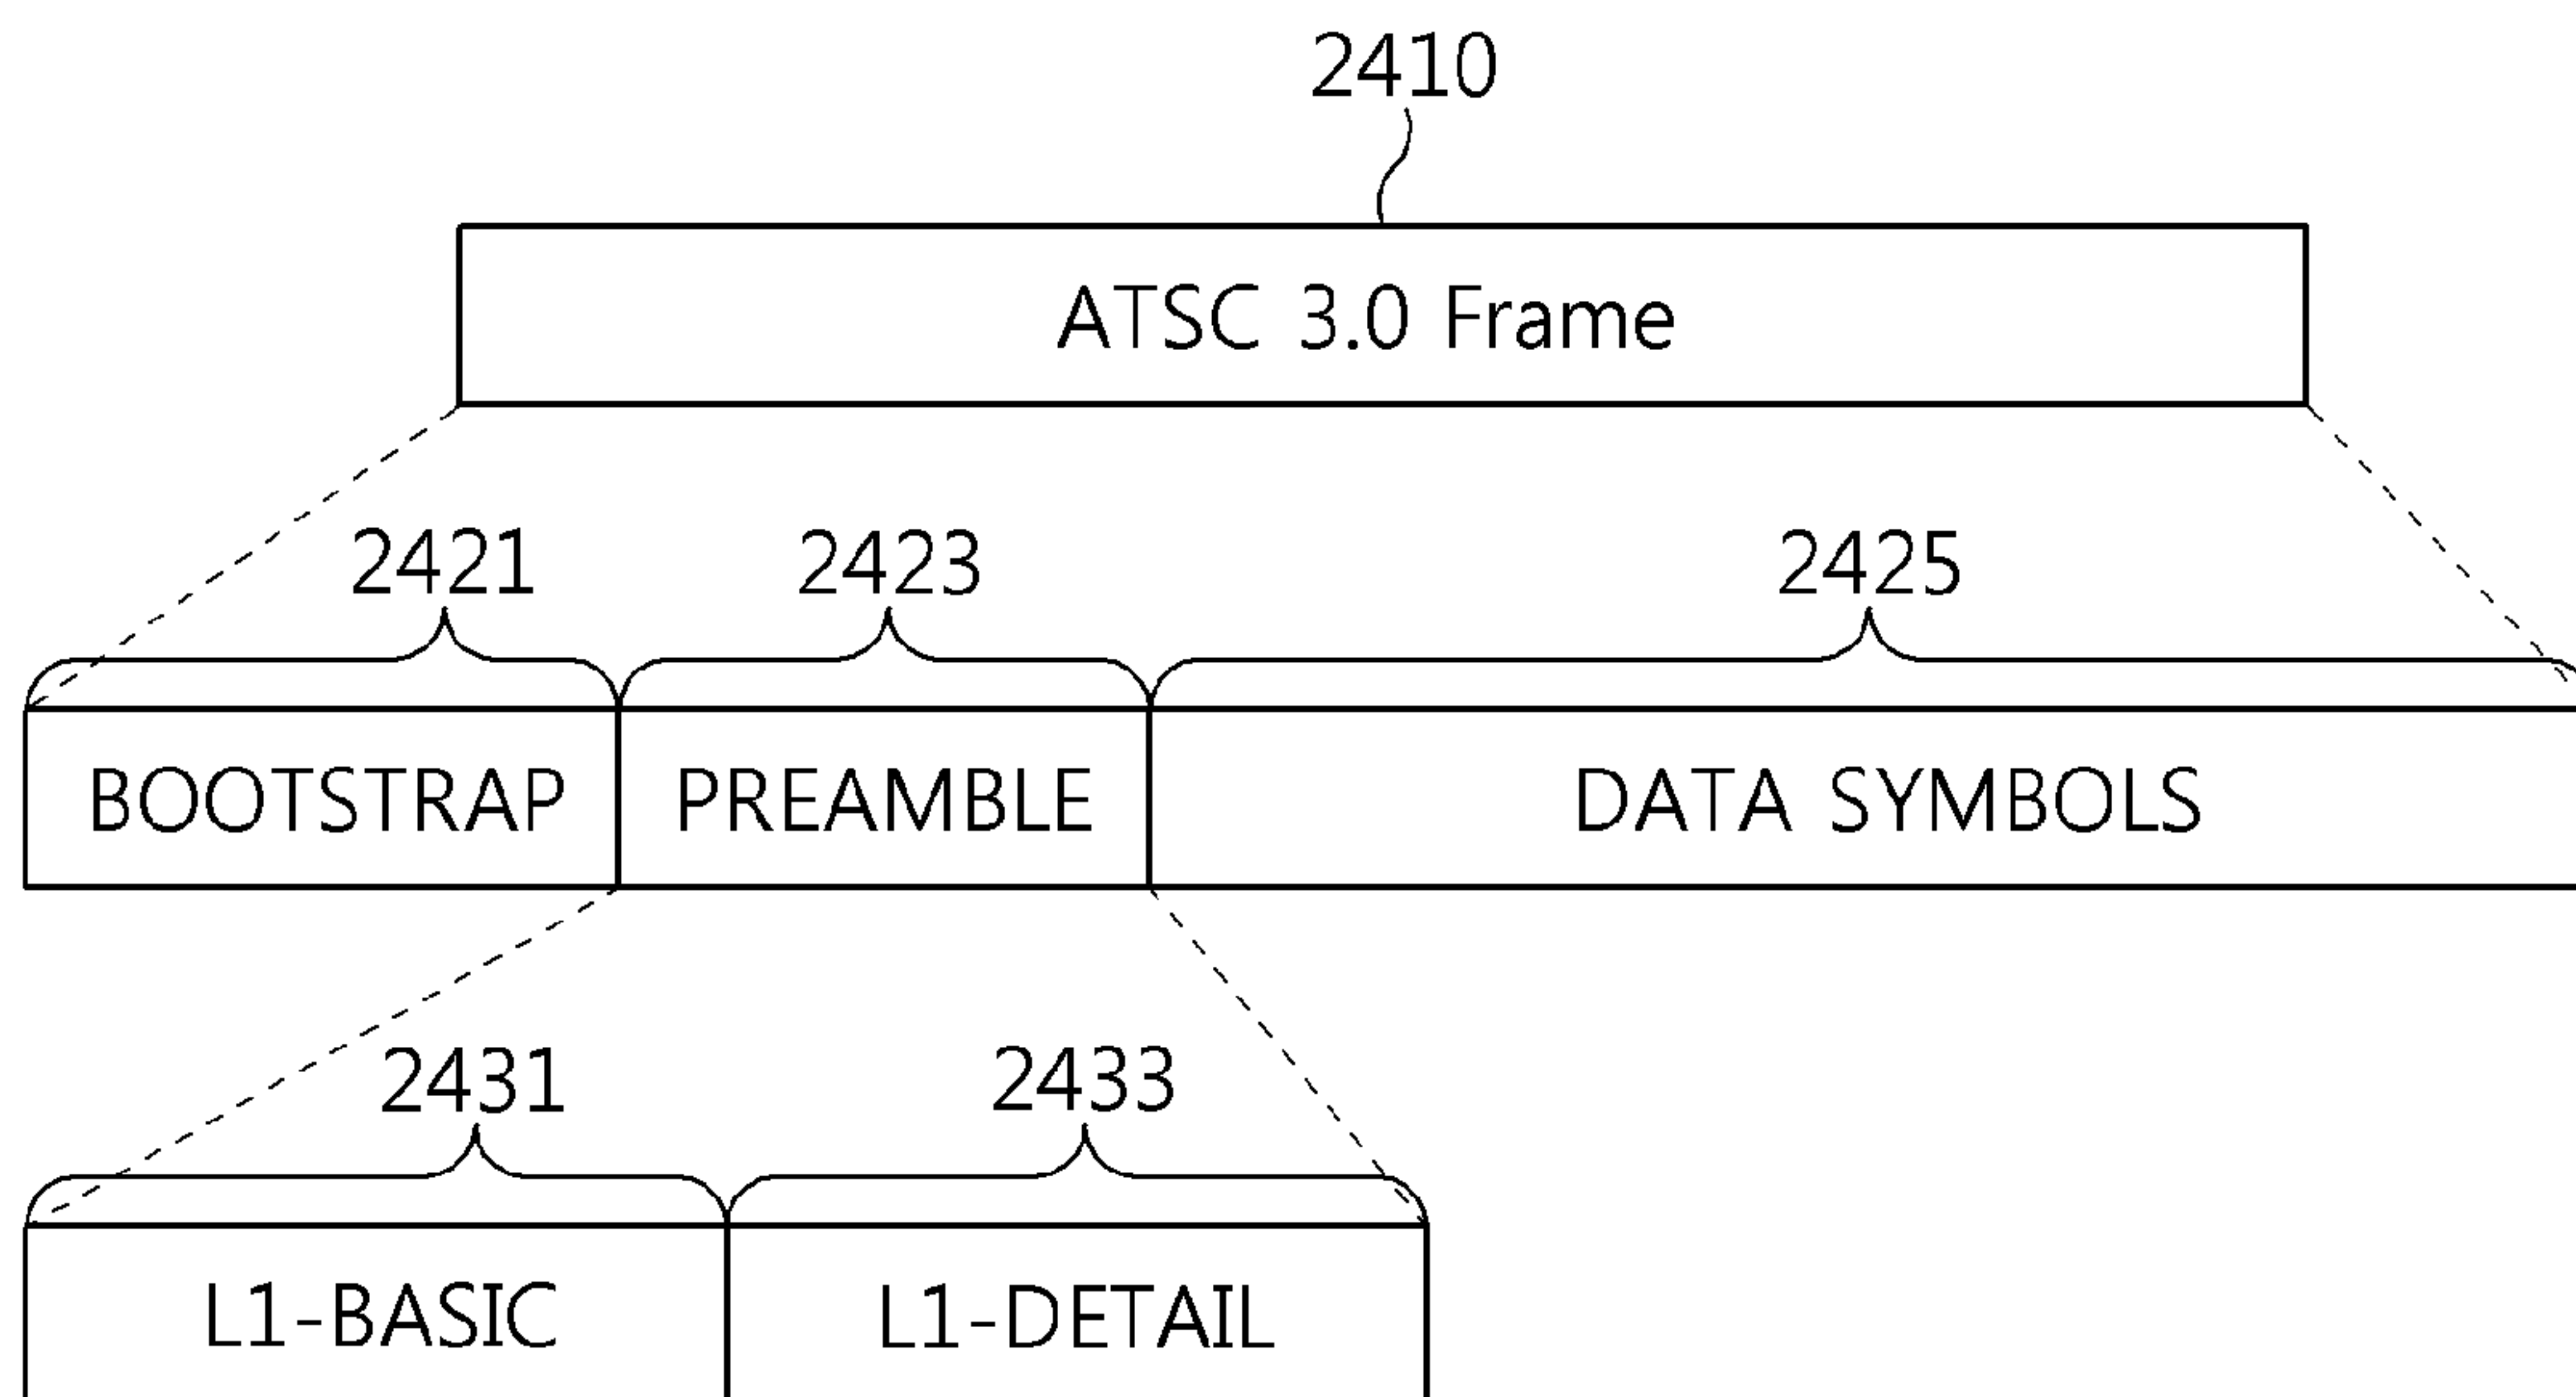 2410
ATSC 3.0 Frame
2421 2423 2425
BOOTSTRAP PREAMBLE DATA SYMBOLS
2431 2433
L1-BASIC L1-DETAIL